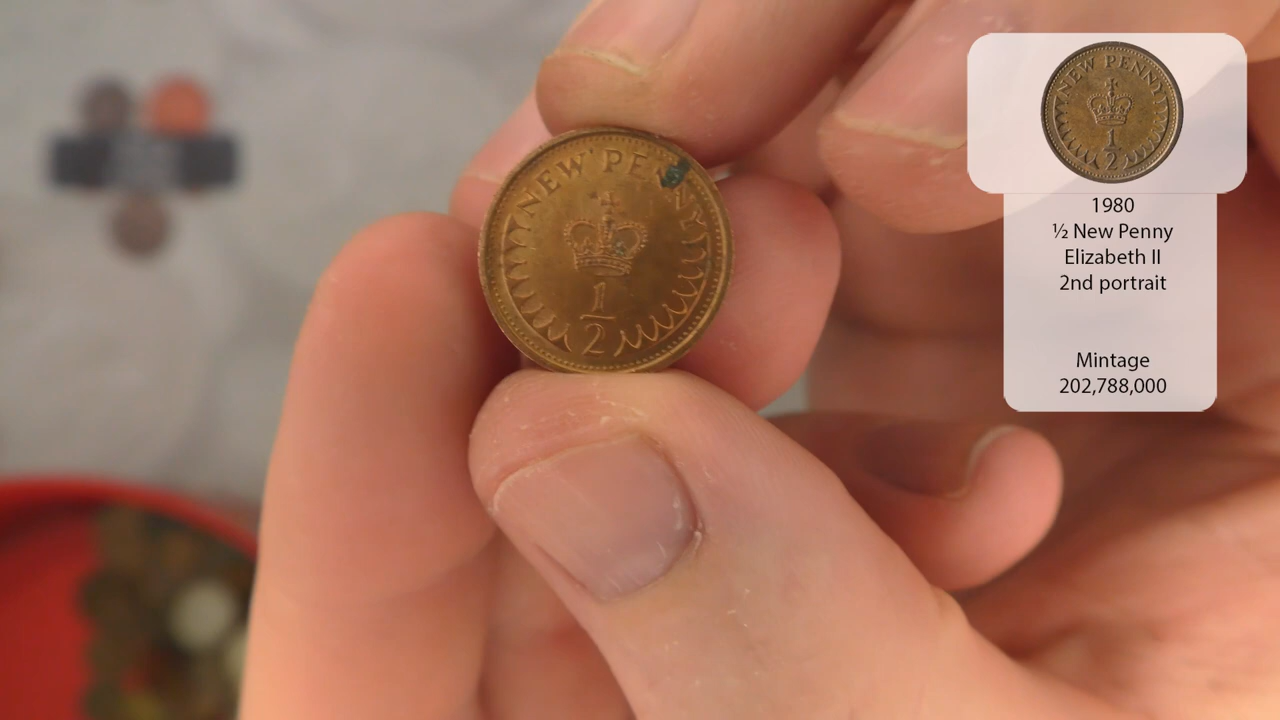 NEW PENNY
1
2
NEW PENNY
1
2
1980
½ New Penny
Elizabeth II
2nd portrait
Mintage
202,788,000